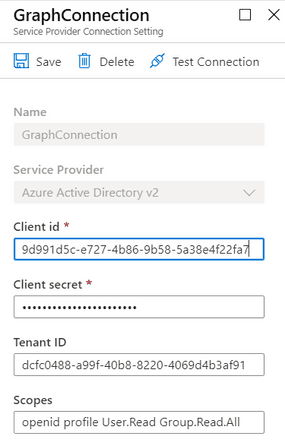 GraphConnection
Service Provider Connection Setting
Save Delete Test Connection
Name
GraphConnection
Service Provider
Azure Active Directory v2
Client id *
9d991d5c-e727-4b86-9b58-5a38e4f22fa7
Client secret *
•••••••••••••••••••••••
Tenant ID
dcfc0488-a99f-40b8-8220-4069d4b3af91
Scopes
openid profile User.Read Group.Read.All